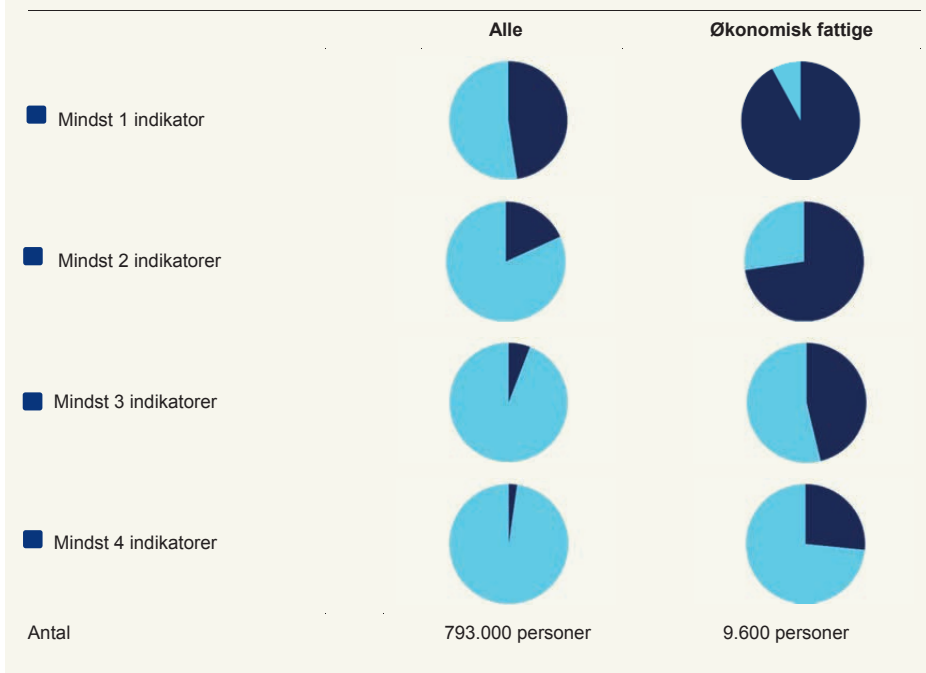 Alle Økonomisk fattige
Mindst 1 indikator
Mindst 2 indikatorer
Mindst 3 indikatorer
Mindst 4 indikatorer
Antal 793.000 personer 9.600 personer